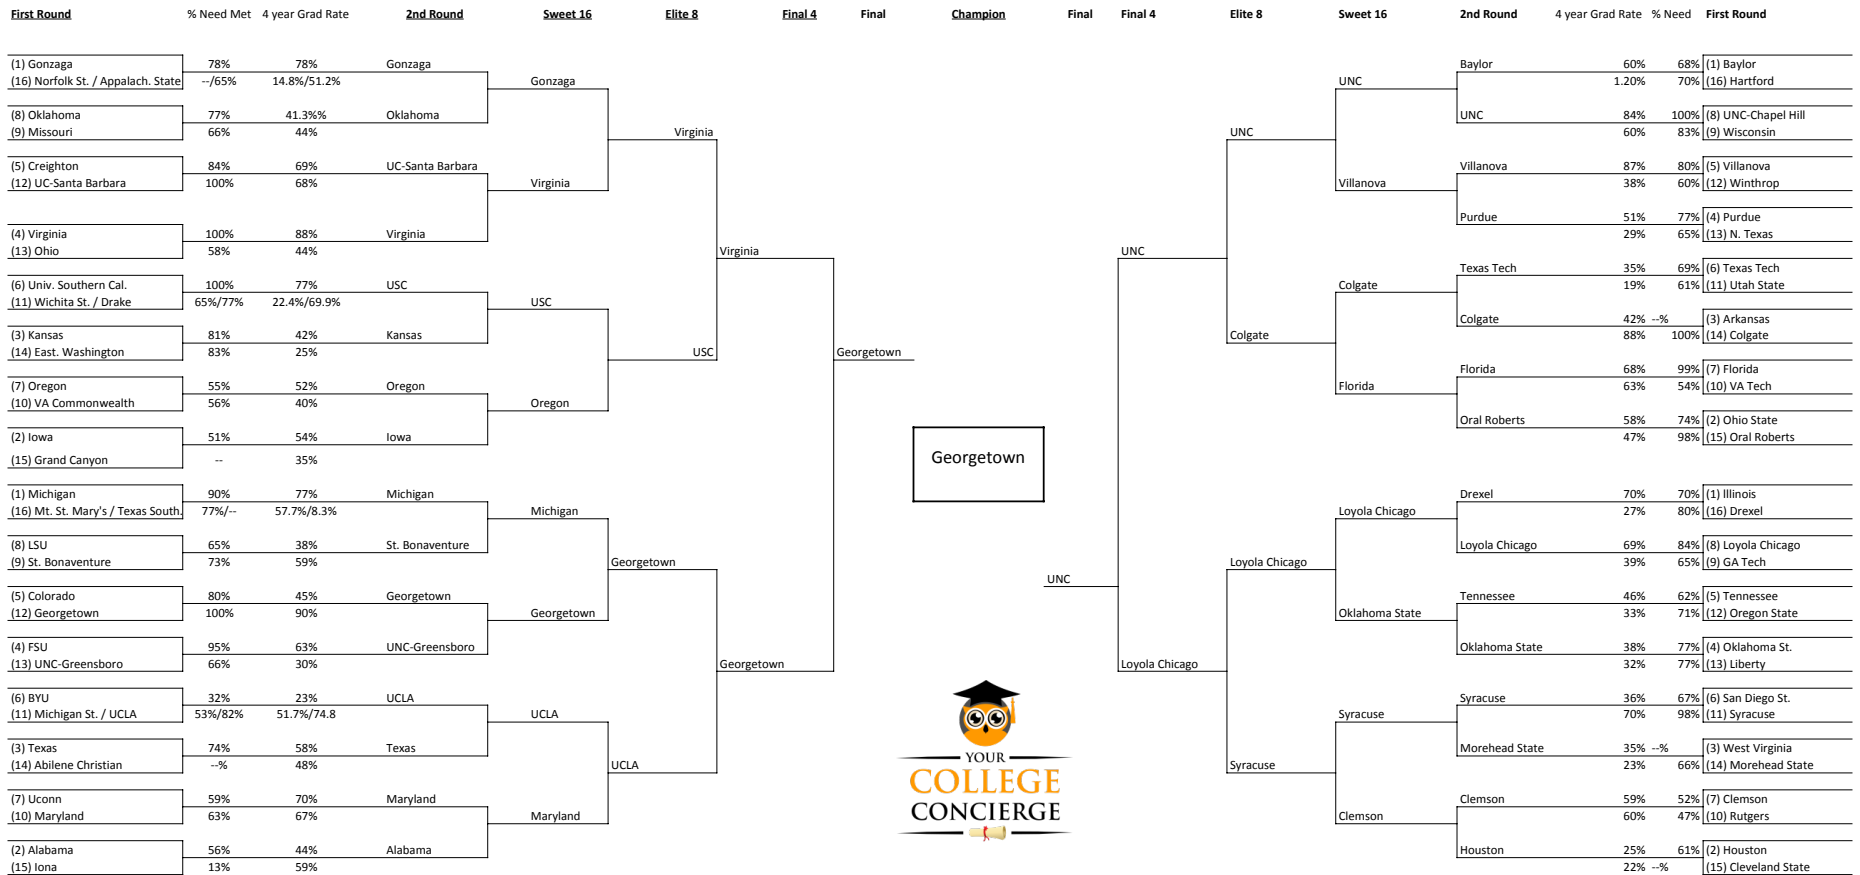 First Round % Need Met 4 year Grad Rate 2nd Round Sweet 16 Elite 8 Final 4 Final Champion Final Final 4 Elite 8 Sweet 16 2nd Round 4 year Grad Rate % Need First Round
(1) Gonzaga 78% 78% Gonzaga Baylor 60% 68% (1) Baylor
(16) Norfolk St. / Appalach. State --/65% 14.8%/51.2% Gonzaga UNC 1.20% 70% (16) Hartford
(8) Oklahoma 77% 41.3%% Oklahoma UNC 84% 100% (8) UNC-Chapel Hill
(9) Missouri 66% 44% Virginia UNC 60% 83% (9) Wisconsin
(5) Creighton 84% 69% UC-Santa Barbara Villanova 87% 80% (5) Villanova
(12) UC-Santa Barbara 100% 68% Virginia Villanova 38% 60% (12) Winthrop
(4) Virginia 100% 88% Virginia Purdue 51% 77% (4) Purdue
(13) Ohio 58% 44% Virginia UNC 29% 65% (13) N. Texas
(6) Univ. Southern Cal. 100% 77% USC Texas Tech 35% 69% (6) Texas Tech
(11) Wichita St. / Drake 65%/77% 22.4%/69.9% USC Colgate 19% 61% (11) Utah State
(3) Kansas 81% 42% Kansas Colgate 42% --% (3) Arkansas
(14) East. Washington 83% 25% USC Georgetown Colgate 88% 100% (14) Colgate
(7) Oregon 55% 52% Oregon Florida 68% 99% (7) Florida
(10) VA Commonwealth 56% 40% Oregon Florida 63% 54% (10) VA Tech
(2) Iowa 51% 54% Iowa Oral Roberts 58% 74% (2) Ohio State
(15) Grand Canyon -- 35% Georgetown 47% 98% (15) Oral Roberts
(1) Michigan 90% 77% Michigan Drexel 70% 70% (1) Illinois
(16) Mt. St. Mary's / Texas South. 77%/-- 57.7%/8.3% Michigan Loyola Chicago 27% 80% (16) Drexel
(8) LSU 65% 38% St. Bonaventure Loyola Chicago 69% 84% (8) Loyola Chicago
(9) St. Bonaventure 73% 59% Georgetown UNC Loyola Chicago 39% 65% (9) GA Tech
(5) Colorado 80% 45% Georgetown Tennessee 46% 62% (5) Tennessee
(12) Georgetown 100% 90% Georgetown Oklahoma State 33% 71% (12) Oregon State
(4) FSU 95% 63% UNC-Greensboro Oklahoma State 38% 77% (4) Oklahoma St.
(13) UNC-Greensboro 66% 30% Georgetown Loyola Chicago 32% 77% (13) Liberty
(6) BYU 32% 23% UCLA Syracuse 36% 67% (6) San Diego St.
(11) Michigan St. / UCLA 53%/82% 51.7%/74.8 UCLA Syracuse 70% 98% (11) Syracuse
(3) Texas 74% 58% Texas Morehead State 35% --% (3) West Virginia
(14) Abilene Christian --% 48% UCLA Syracuse 23% 66% (14) Morehead State
(7) Uconn 59% 70% Maryland Clemson 59% 52% (7) Clemson
(10) Maryland 63% 67% Maryland Clemson 60% 47% (10) Rutgers
(2) Alabama 56% 44% Alabama Houston 25% 61% (2) Houston
(15) Iona 13% 59% 22% --% (15) Cleveland State
YOUR
COLLEGE
CONCIERGE